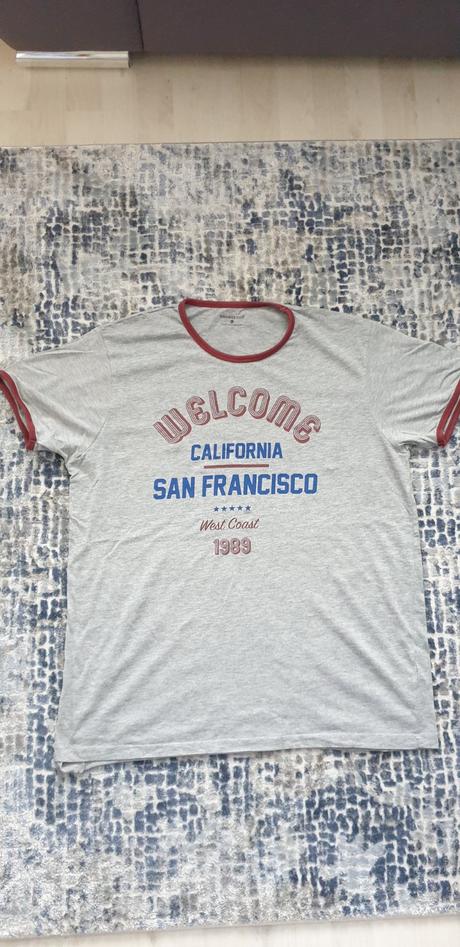 WELCOME
CALIFORNIA
SAN FRANCISCO
West Coast
1989